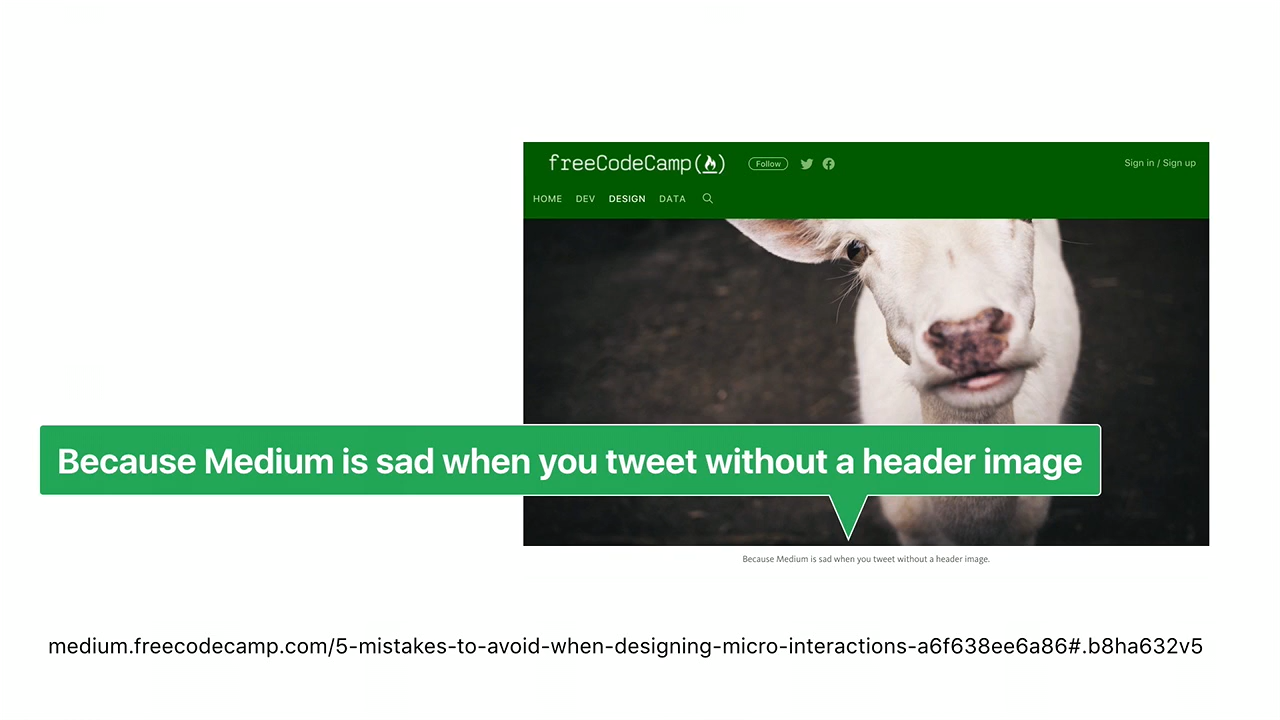 freeCodeCamp(🔥)
Follow
Sign in / Sign up
HOME DEV DESIGN DATA
Because Medium is sad when you tweet without a header image
Because Medium is sad when you tweet without a header image.
medium.freecodecamp.com/5-mistakes-to-avoid-when-designing-micro-interactions-a6f638ee6a86#.b8ha632v5